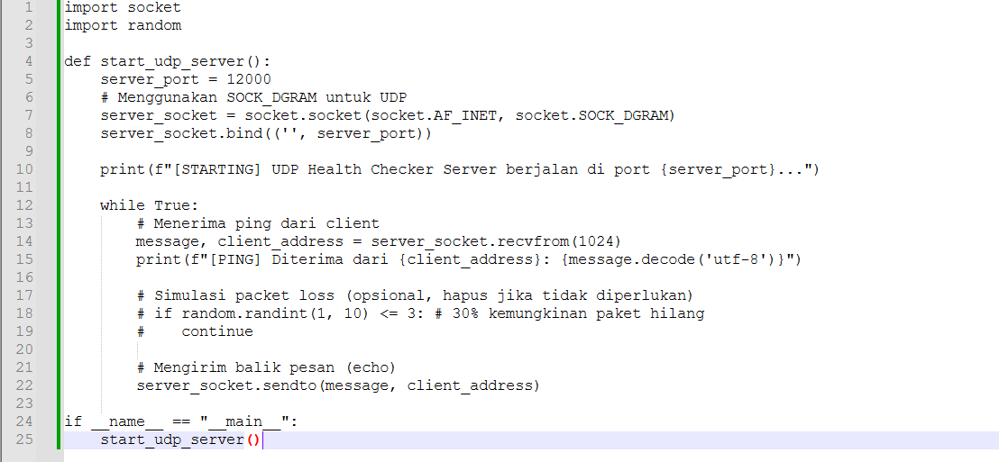 1 import socket
2 import random
3
4 def start_udp_server():
5     server_port = 12000
6     # Menggunakan SOCK_DGRAM untuk UDP
7     server_socket = socket.socket(socket.AF_INET, socket.SOCK_DGRAM)
8     server_socket.bind(('', server_port))
9
10     print(f"[STARTING] UDP Health Checker Server berjalan di port {server_port}...")
11
12     while True:
13         # Menerima ping dari client
14         message, client_address = server_socket.recvfrom(1024)
15         print(f"[PING] Diterima dari {client_address}: {message.decode('utf-8')}")
16
17         # Simulasi packet loss (opsional, hapus jika tidak diperlukan)
18         # if random.randint(1, 10) <= 3: # 30% kemungkinan paket hilang
19         #    continue
20
21         # Mengirim balik pesan (echo)
22         server_socket.sendto(message, client_address)
23
24 if __name__ == "__main__":
25     start_udp_server()